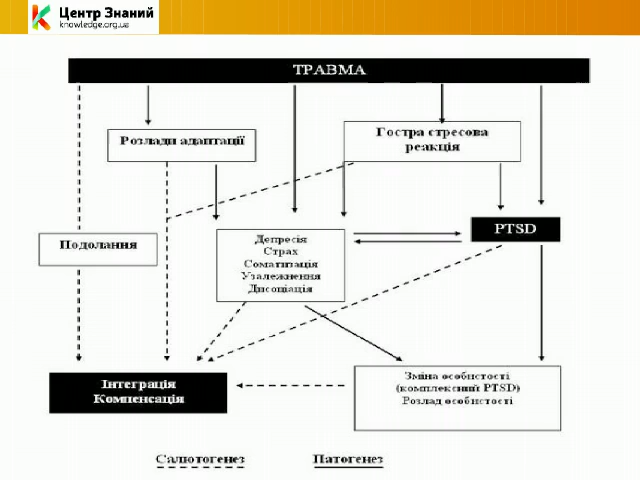 Центр Знаний
knowledge.org.ua
ТРАВМА
Розлади адаптації
Гостра стресова
реакція
Подолання
Депресія
Страх
Соматизація
Узалежнення
Дисоціація
PTSD
Інтеграція
Компенсація
Зміна особистості
(комплексний PTSD)
Розлад особистості
Салютогенез
Патогенез